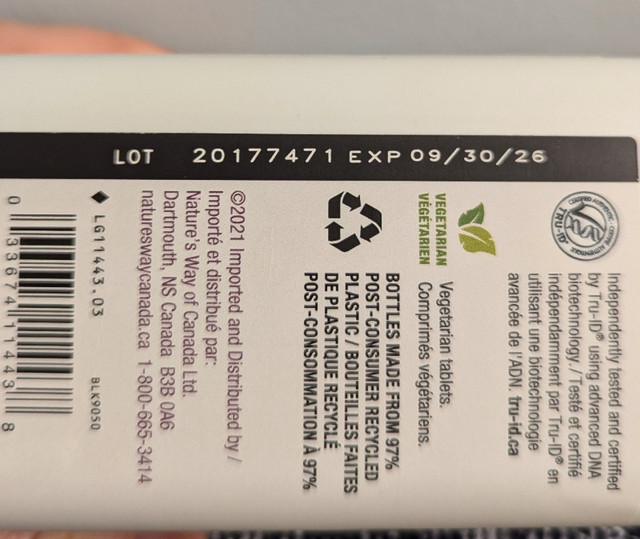 LOT 20177471 EXP 09/30/26
Independently tested and certified
by Tru-ID® using advanced DNA
biotechnology. / Testé et certifié
indépendamment par Tru-ID® en
utilisant une biotechnologie
avancée de l'ADN. tru-id.ca
TRU-ID®
VEGETARIAN
VÉGÉTARIEN
Vegetarian tablets.
Comprimés végétariens.
BOTTLES MADE FROM 97%
POST-CONSUMER RECYCLED
PLASTIC / BOUTEILLES FAITES
DE PLASTIQUE RECYCLÉ
POST-CONSOMMATION À 97%
©2021 Imported and Distributed by /
Importé et distribué par:
Nature's Way of Canada Ltd.
Dartmouth, NS Canada B3B 0A6
natureswaycanada.ca 1-800-665-3414
LG11443.03
BLK9050
0 33674 11443 8